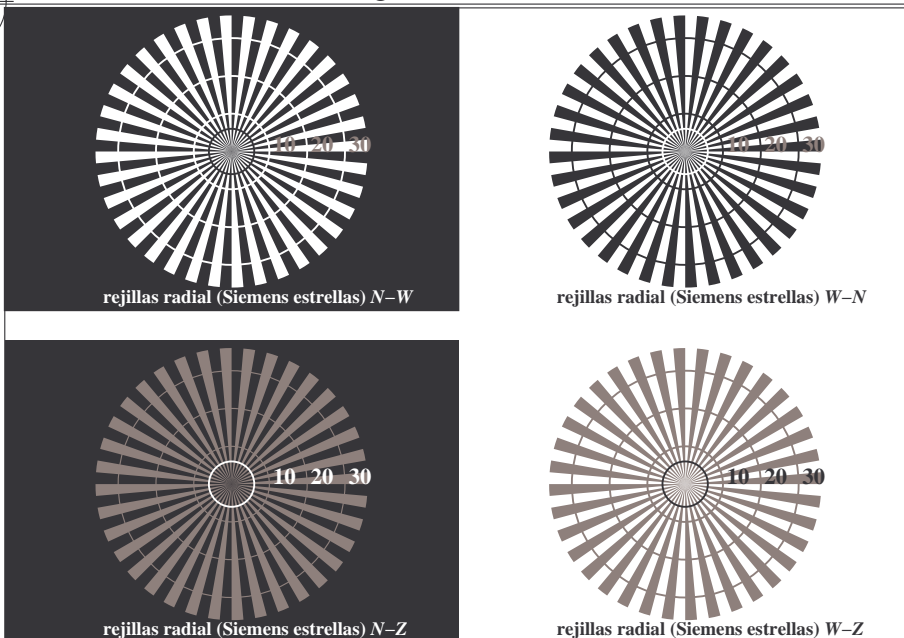 10 20 30
10 20 30
rejillas radial (Siemens estrellas) N–W
rejillas radial (Siemens estrellas) W–N
10 20 30
10 20 30
rejillas radial (Siemens estrellas) N–Z
rejillas radial (Siemens estrellas) W–Z